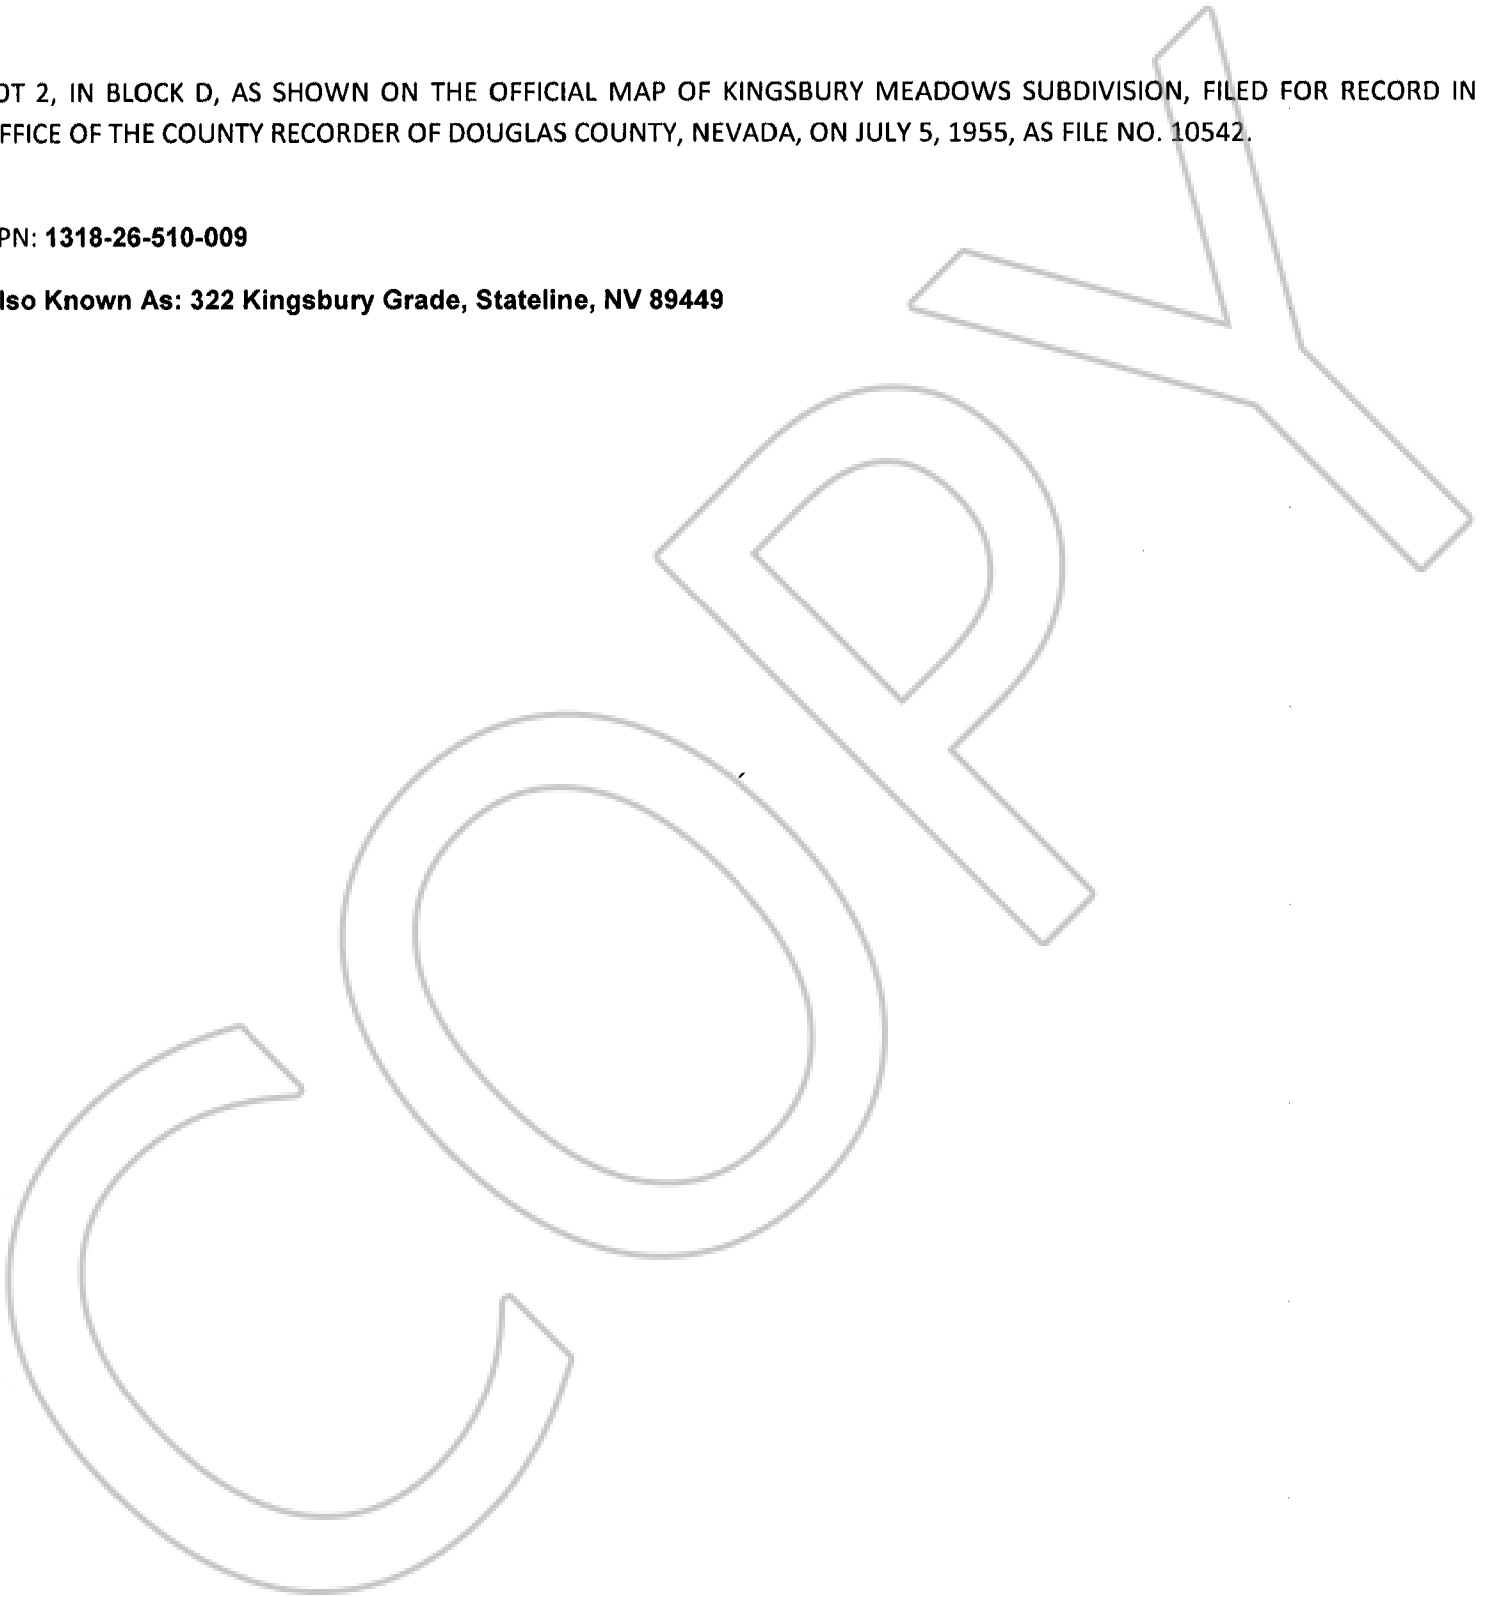 OT 2, IN BLOCK D, AS SHOWN ON THE OFFICIAL MAP OF KINGSBURY MEADOWS SUBDIVISION, FILED FOR RECORD IN
FFICE OF THE COUNTY RECORDER OF DOUGLAS COUNTY, NEVADA, ON JULY 5, 1955, AS FILE NO. 10542.
PN: 1318-26-510-009
lso Known As: 322 Kingsbury Grade, Stateline, NV 89449
COPY